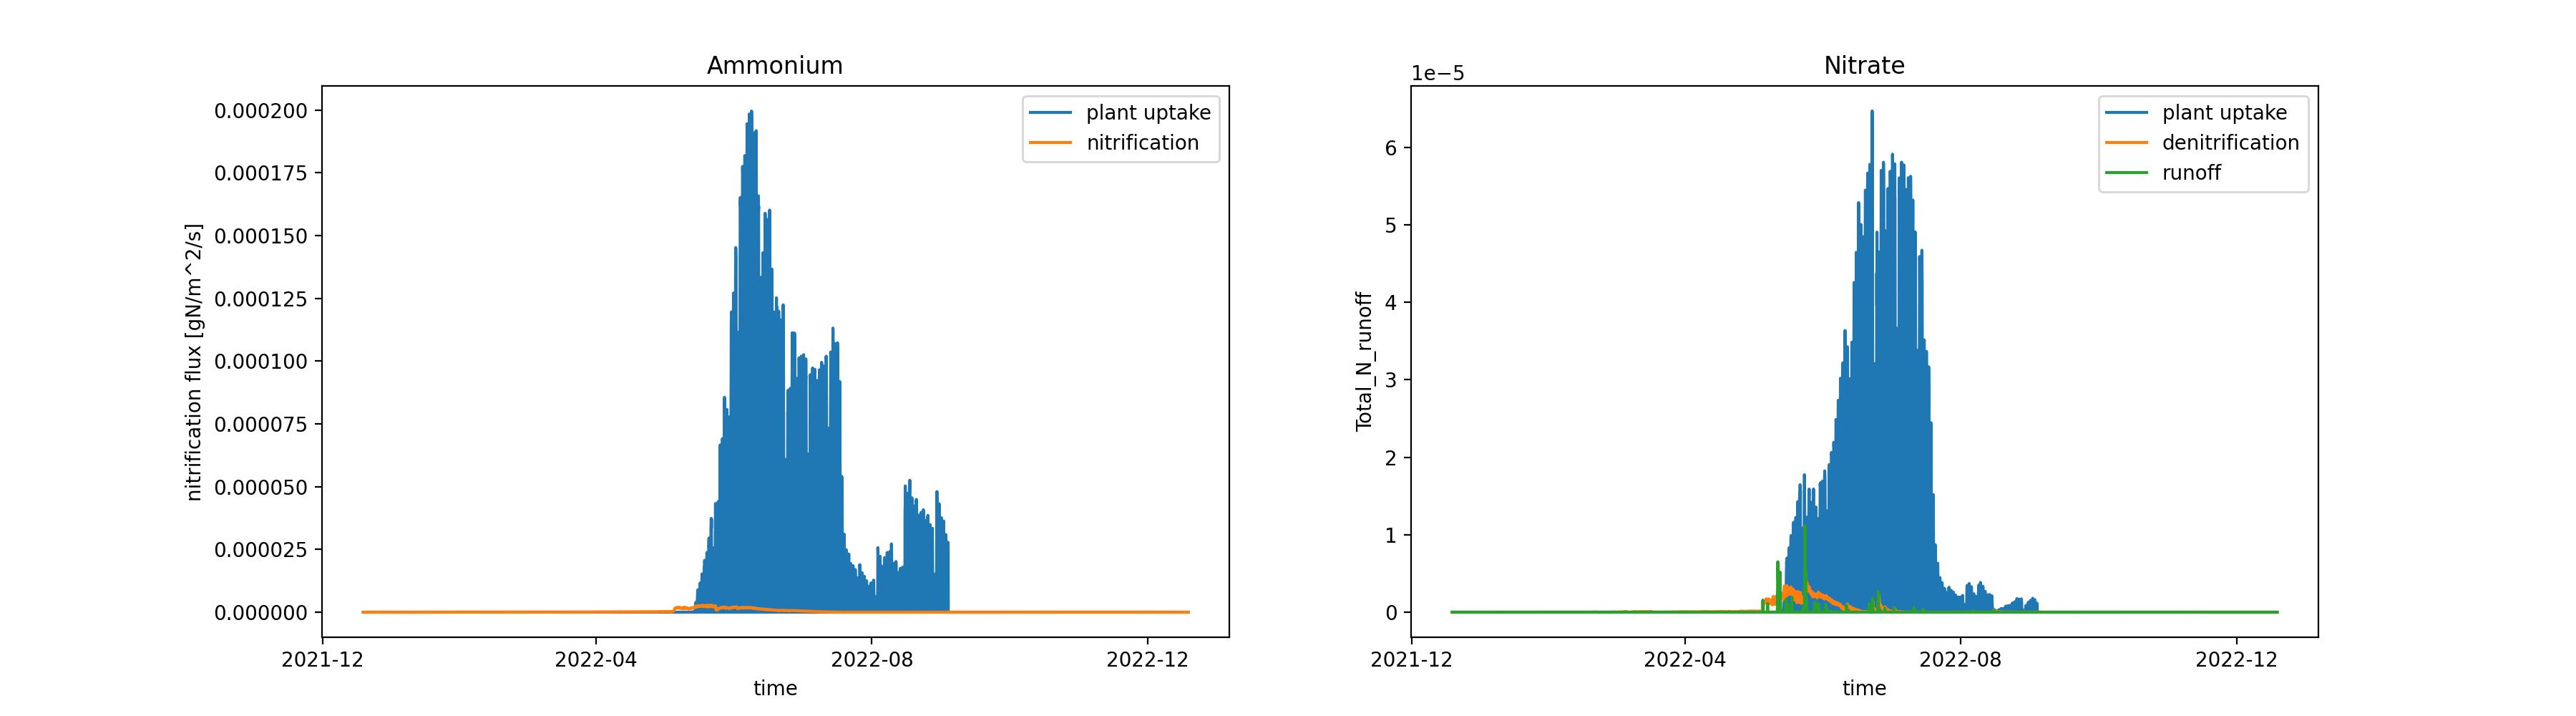 Ammonium
nitrification flux [gN/m^2/s]
0.000200
0.000175
0.000150
0.000125
0.000100
0.000075
0.000050
0.000025
0.000000
plant uptake
nitrification
2021-12
2022-04
2022-08
2022-12
time
Nitrate
1e−5
Total_N_runoff
6
5
4
3
2
1
0
plant uptake
denitrification
runoff
2021-12
2022-04
2022-08
2022-12
time